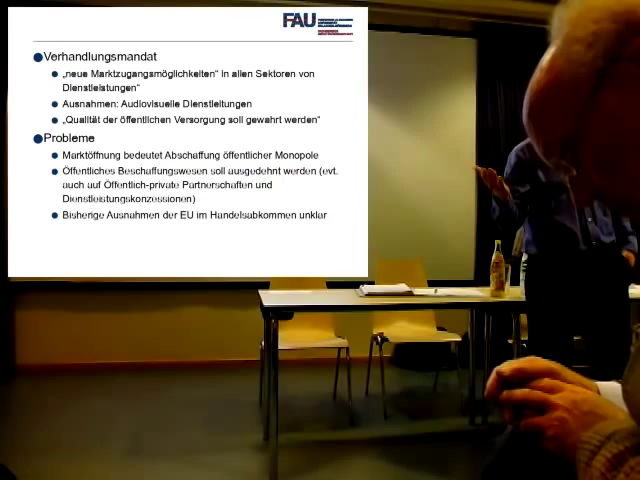 FAU
Verhandlungsmandat
„neue Marktzugangsmöglichkeiten“ in allen Sektoren von
Dienstleistungen“
Ausnahmen: Audiovisuelle Dienstleitungen
„Qualität der öffentlichen Versorgung soll gewahrt werden“
Probleme
Marktöffnung bedeutet Abschaffung öffentlicher Monopole
Öffentliches Beschaffungswesen soll ausgedehnt werden (evt.
auch auf Öffentlich-private Partnerschaften und
Dienstleistungskonzessionen)
Bisherige Ausnahmen der EU im Handelsabkommen unklar